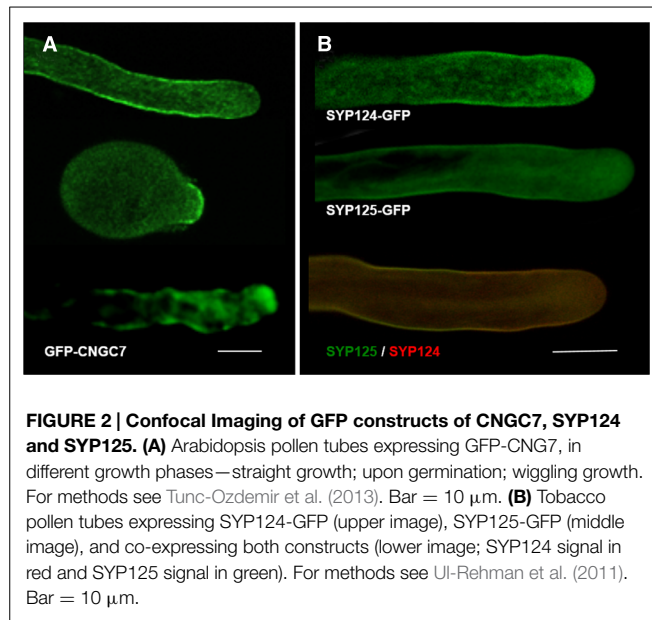 A
B
SYP124-GFP
SYP125-GFP
GFP-CNGC7
SYP125 / SYP124
FIGURE 2 | Confocal Imaging of GFP constructs of CNGC7, SYP124
and SYP125. (A) Arabidopsis pollen tubes expressing GFP-CNG7, in
different growth phases—straight growth; upon germination; wiggling growth.
For methods see Tunc-Ozdemir et al. (2013). Bar = 10 μm. (B) Tobacco
pollen tubes expressing SYP124-GFP (upper image), SYP125-GFP (middle
image), and co-expressing both constructs (lower image; SYP124 signal in
red and SYP125 signal in green). For methods see Ul-Rehman et al. (2011).
Bar = 10 μm.